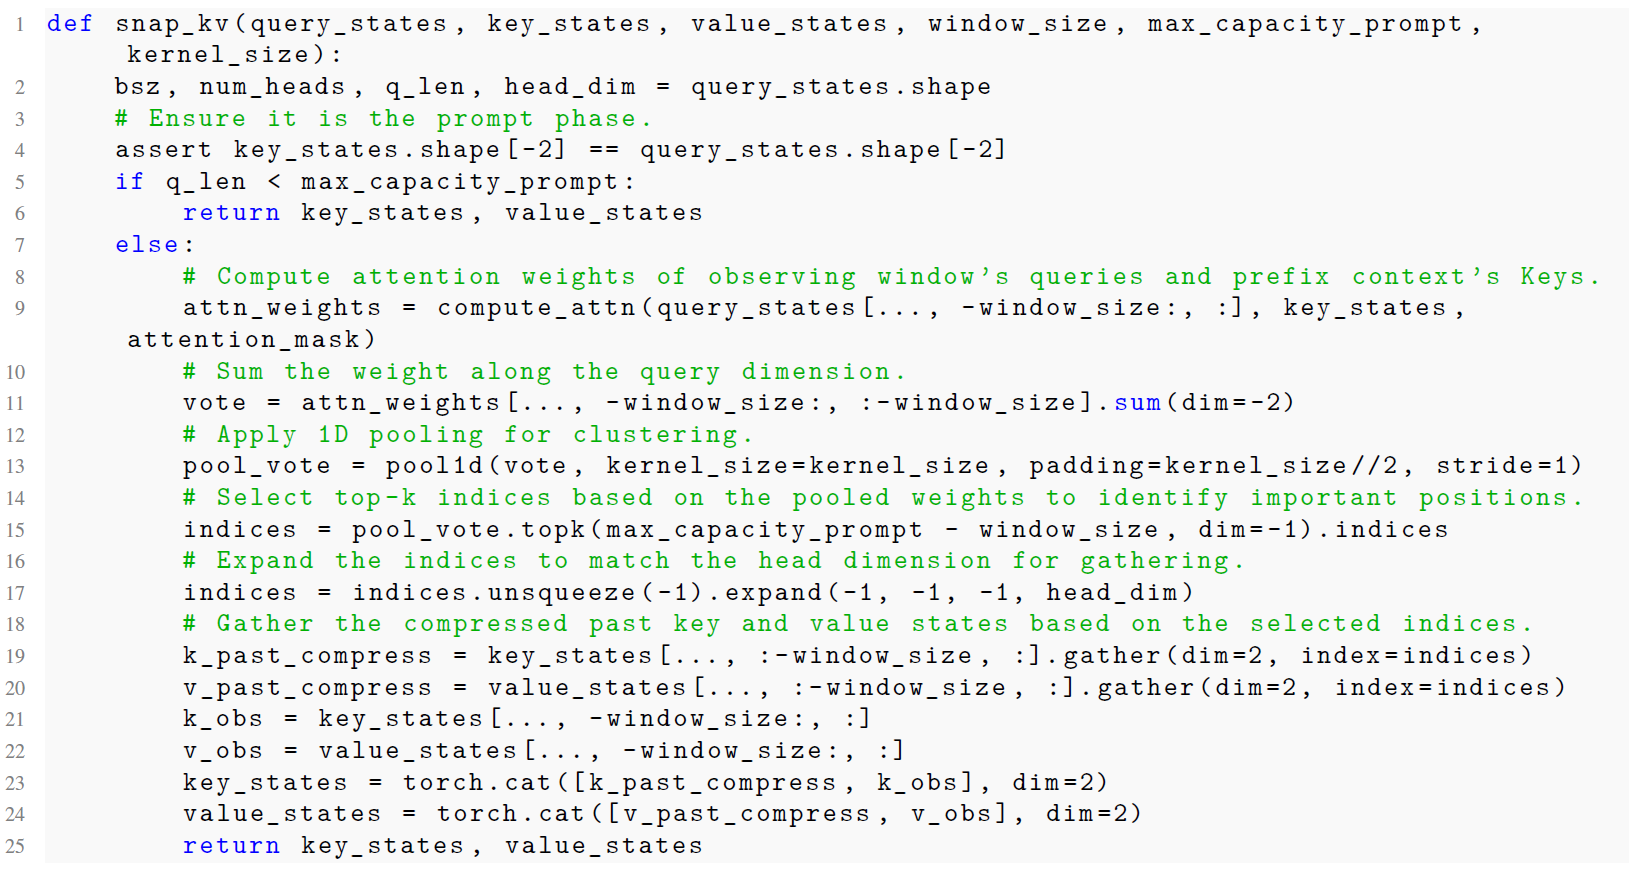 1 def snap_kv(query_states, key_states, value_states, window_size, max_capacity_prompt,
kernel_size):
2 bsz, num_heads, q_len, head_dim = query_states.shape
3 # Ensure it is the prompt phase.
4 assert key_states.shape[-2] == query_states.shape[-2]
5 if q_len < max_capacity_prompt:
6 return key_states, value_states
7 else:
8 # Compute attention weights of observing window’s queries and prefix context’s Keys.
9 attn_weights = compute_attn(query_states[..., -window_size:, :], key_states,
attention_mask)
10 # Sum the weight along the query dimension.
11 vote = attn_weights[..., -window_size:, :-window_size].sum(dim=-2)
12 # Apply 1D pooling for clustering.
13 pool_vote = pool1d(vote, kernel_size=kernel_size, padding=kernel_size//2, stride=1)
14 # Select top-k indices based on the pooled weights to identify important positions.
15 indices = pool_vote.topk(max_capacity_prompt - window_size, dim=-1).indices
16 # Expand the indices to match the head dimension for gathering.
17 indices = indices.unsqueeze(-1).expand(-1, -1, -1, head_dim)
18 # Gather the compressed past key and value states based on the selected indices.
19 k_past_compress = key_states[..., :-window_size, :].gather(dim=2, index=indices)
20 v_past_compress = value_states[..., :-window_size, :].gather(dim=2, index=indices)
21 k_obs = key_states[..., -window_size:, :]
22 v_obs = value_states[..., -window_size:, :]
23 key_states = torch.cat([k_past_compress, k_obs], dim=2)
24 value_states = torch.cat([v_past_compress, v_obs], dim=2)
25 return key_states, value_states